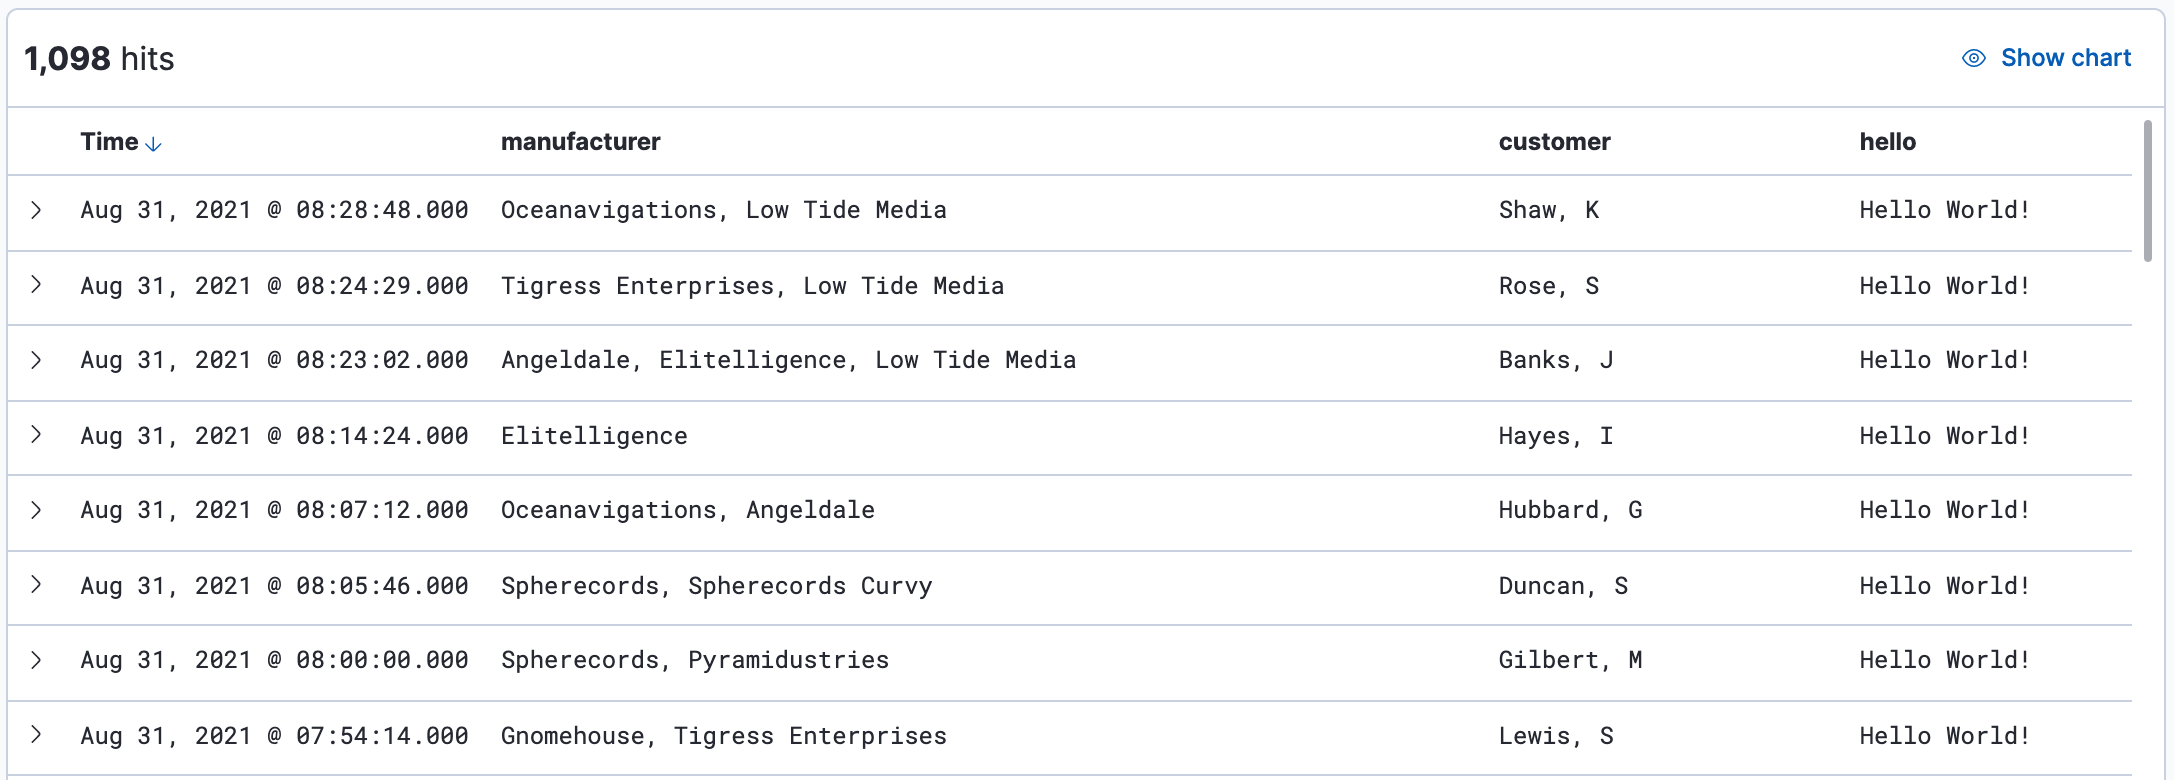 1,098 hits Show chart
Time manufacturer customer hello
Aug 31, 2021 @ 08:28:48.000 Oceanavigations, Low Tide Media Shaw, K Hello World!
Aug 31, 2021 @ 08:24:29.000 Tigress Enterprises, Low Tide Media Rose, S Hello World!
Aug 31, 2021 @ 08:23:02.000 Angeldale, Elitelligence, Low Tide Media Banks, J Hello World!
Aug 31, 2021 @ 08:14:24.000 Elitelligence Hayes, I Hello World!
Aug 31, 2021 @ 08:07:12.000 Oceanavigations, Angeldale Hubbard, G Hello World!
Aug 31, 2021 @ 08:05:46.000 Spherecords, Spherecords Curvy Duncan, S Hello World!
Aug 31, 2021 @ 08:00:00.000 Spherecords, Pyramidustries Gilbert, M Hello World!
Aug 31, 2021 @ 07:54:14.000 Gnomehouse, Tigress Enterprises Lewis, S Hello World!